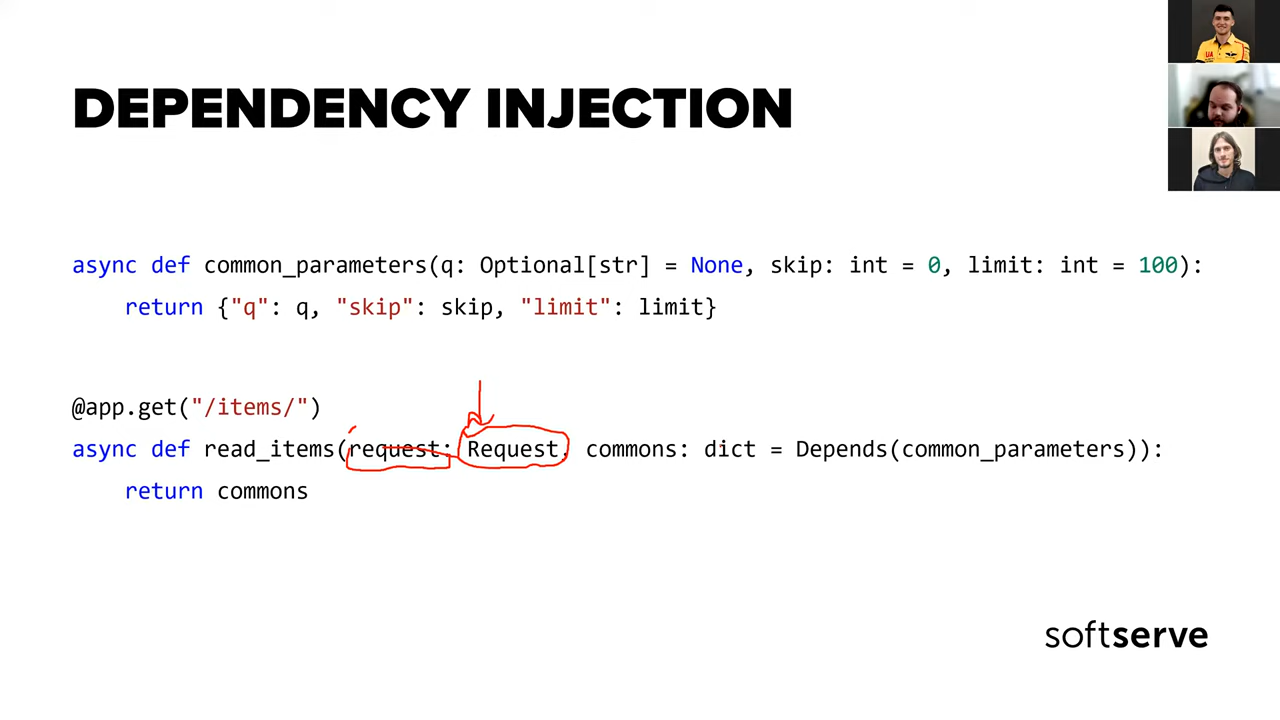 DEPENDENCY INJECTION
async def common_parameters(q: Optional[str] = None, skip: int = 0, limit: int = 100):
return {"q": q, "skip": skip, "limit": limit}
@app.get("/items/")
async def read_items(request: Request, commons: dict = Depends(common_parameters)):
return commons
softserve
UA